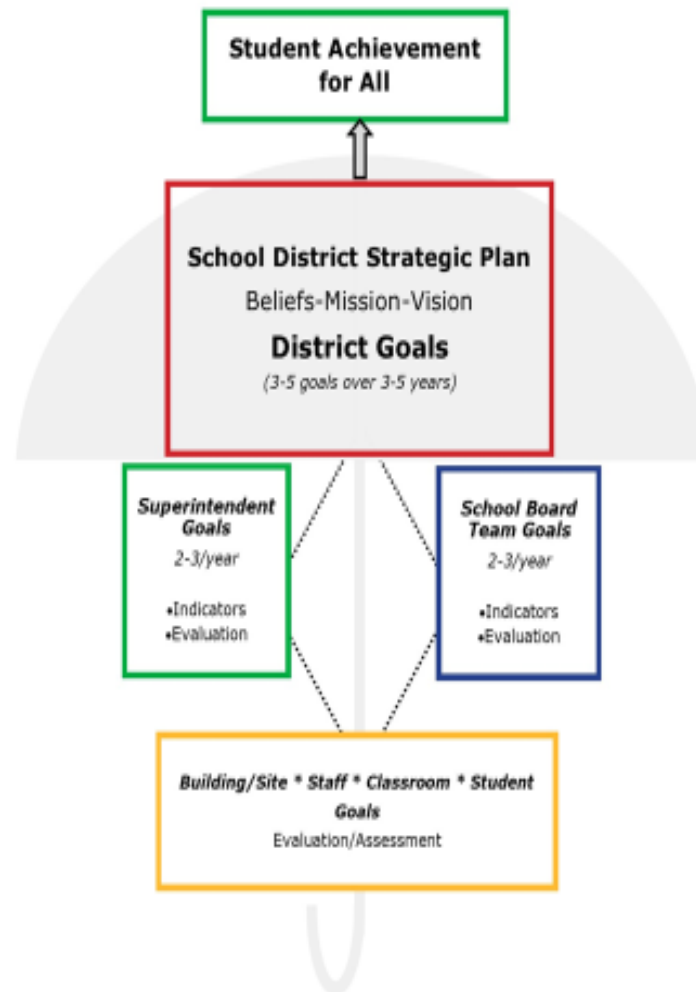 Student Achievement
for All
School District Strategic Plan
Beliefs-Mission-Vision
District Goals
(3-5 goals over 3-5 years)
Superintendent
Goals
2-3/year
•Indicators
•Evaluation
School Board
Team Goals
2-3/year
•Indicators
•Evaluation
Building/Site * Staff * Classroom * Student
Goals
Evaluation/Assessment